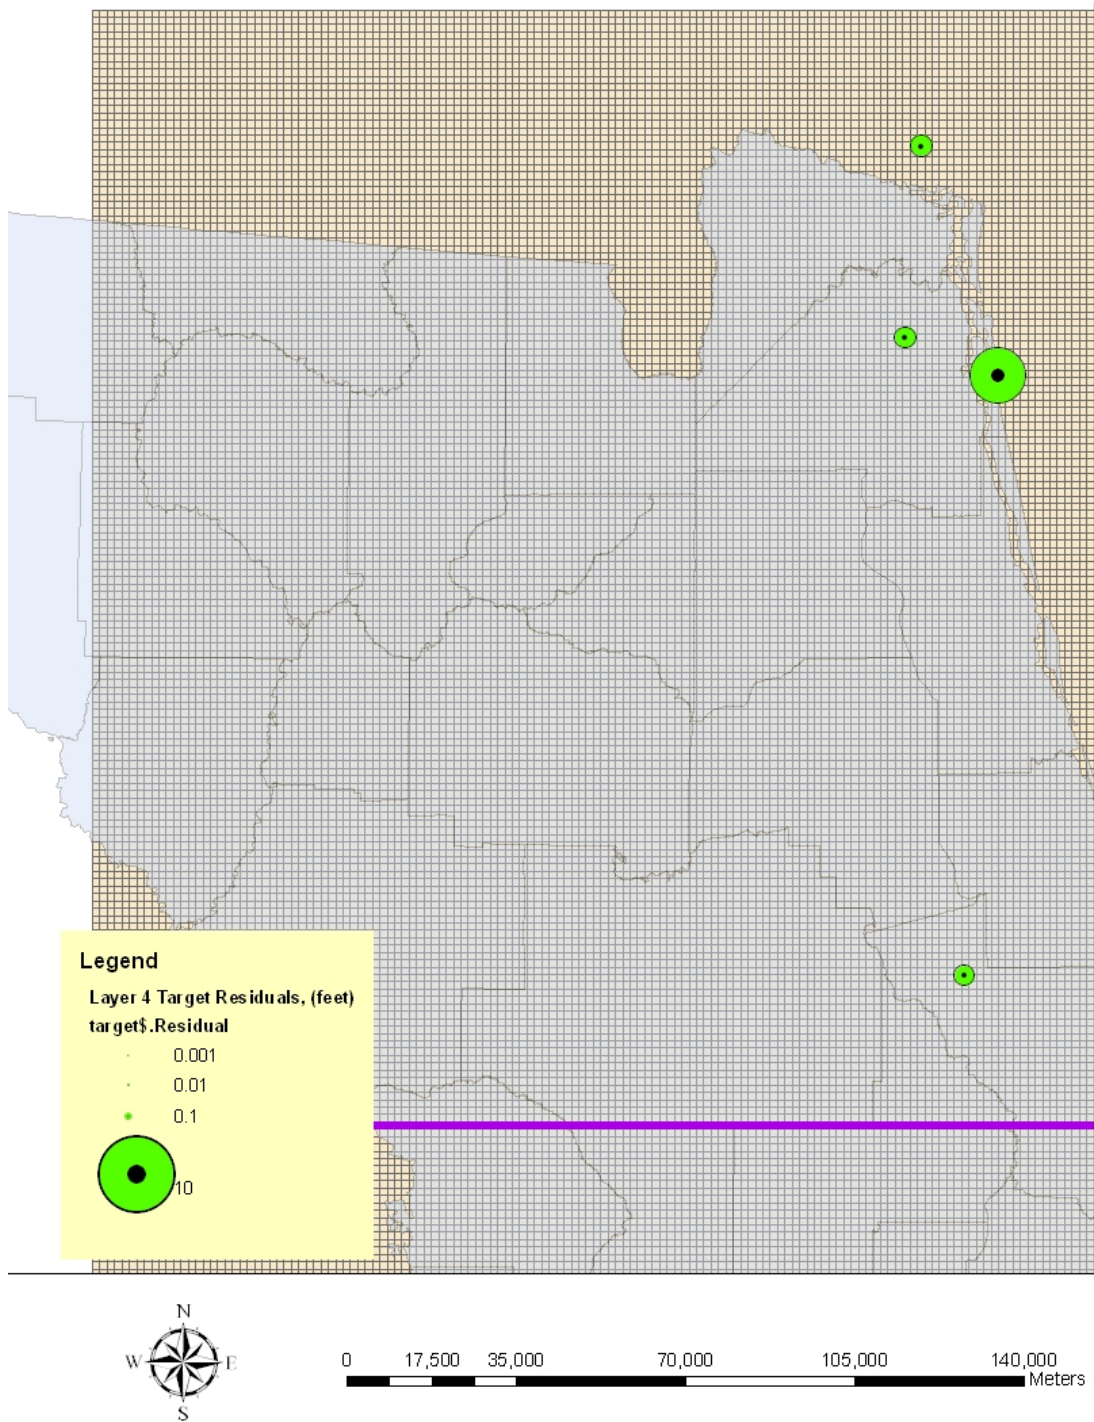 Legend
Layer 4 Target Residuals, (feet)
target$.Residual
0.001
0.01
0.1
10
N
W E
S
0 17,500 35,000 70,000 105,000 140,000
Meters